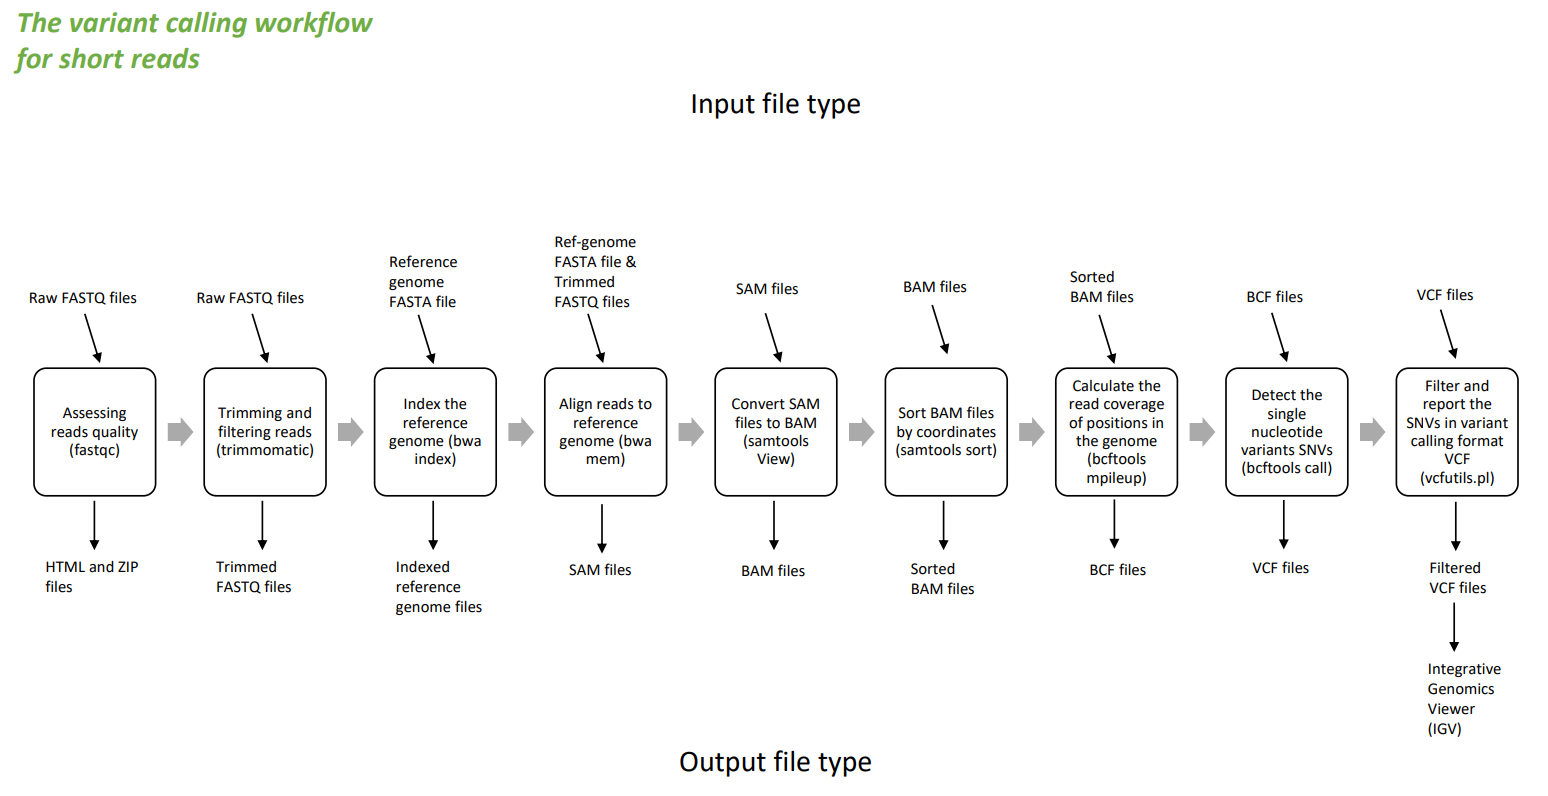 The variant calling workflow
for short reads
Input file type
Raw FASTQ files
Raw FASTQ files
Reference
genome
FASTA file
Ref-genome
FASTA file &
Trimmed
FASTQ files
SAM files
BAM files
Sorted
BAM files
BCF files
VCF files
Assessing
reads quality
(fastqc)
Trimming and
filtering reads
(trimmomatic)
Index the
reference
genome (bwa
index)
Align reads to
reference
genome (bwa
mem)
Convert SAM
files to BAM
(samtools
View)
Sort BAM files
by coordinates
(samtools sort)
Calculate the
read coverage
of positions in
the genome
(bcftools
mpileup)
Detect the
single
nucleotide
variants SNVs
(bcftools call)
Filter and
report the
SNVs in variant
calling format
VCF
(vcfutils.pl)
HTML and ZIP
files
Trimmed
FASTQ files
Indexed
reference
genome files
SAM files
BAM files
Sorted
BAM files
BCF files
VCF files
Filtered
VCF files
Integrative
Genomics
Viewer
(IGV)
Output file type